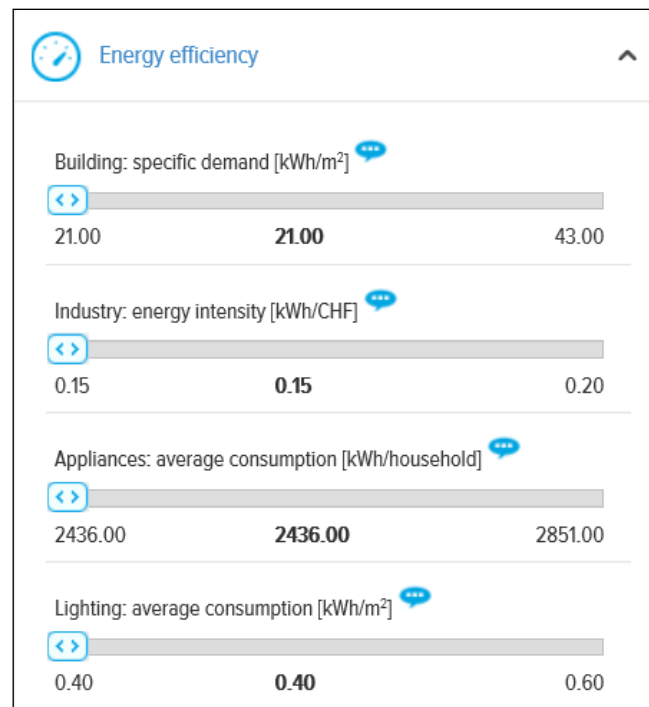 Energy efficiency
Building: specific demand [kWh/m²]
21.00 21.00 43.00
Industry: energy intensity [kWh/CHF]
0.15 0.15 0.20
Appliances: average consumption [kWh/household]
2436.00 2436.00 2851.00
Lighting: average consumption [kWh/m²]
0.40 0.40 0.60